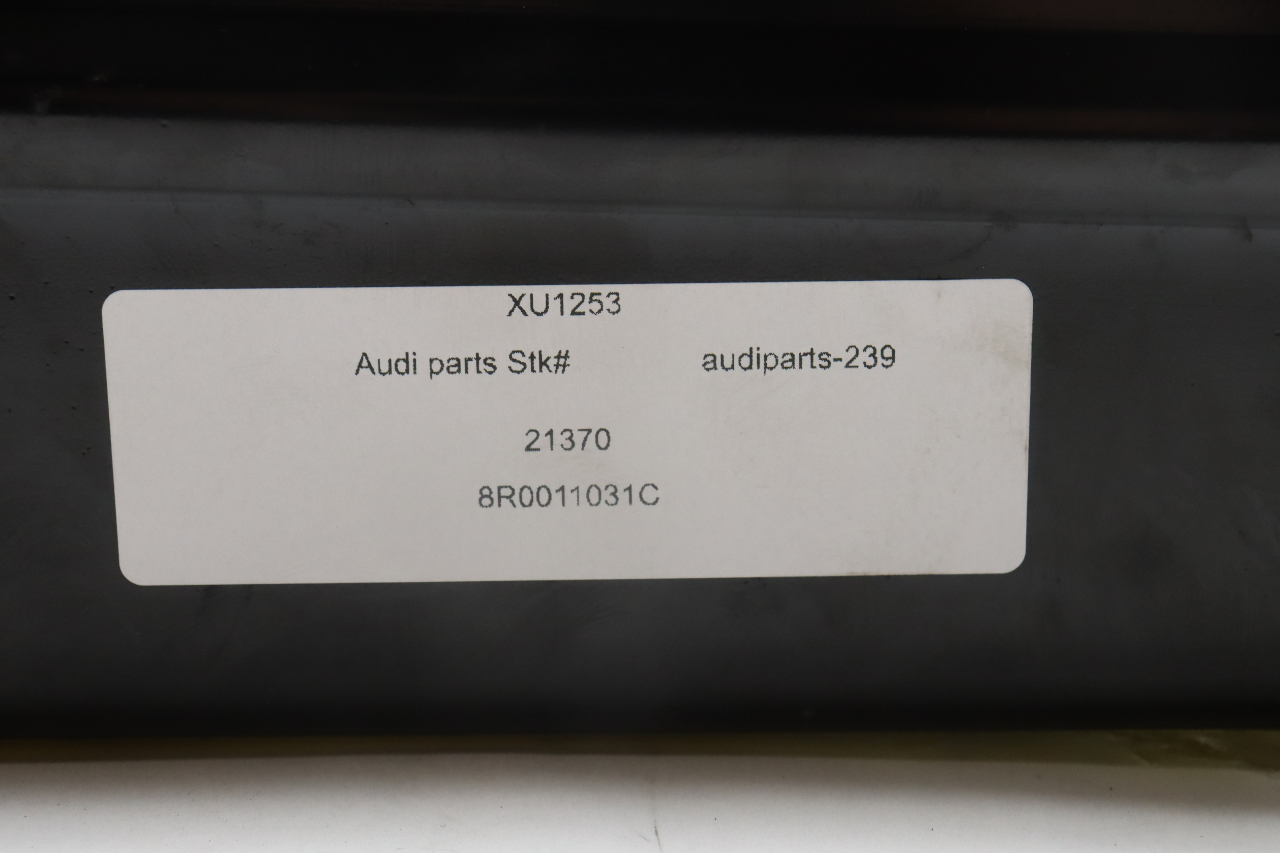 XU1253
Audi parts Stk# audiparts-239
21370
8R0011031C